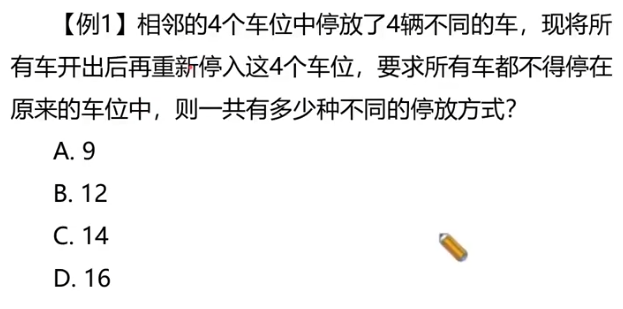 【例1】相邻的4个车位中停放了4辆不同的车，现将所
有车开出后再重新停入这4个车位，要求所有车都不得停在
原来的车位中，则一共有多少种不同的停放方式？
A. 9
B. 12
C. 14
D. 16